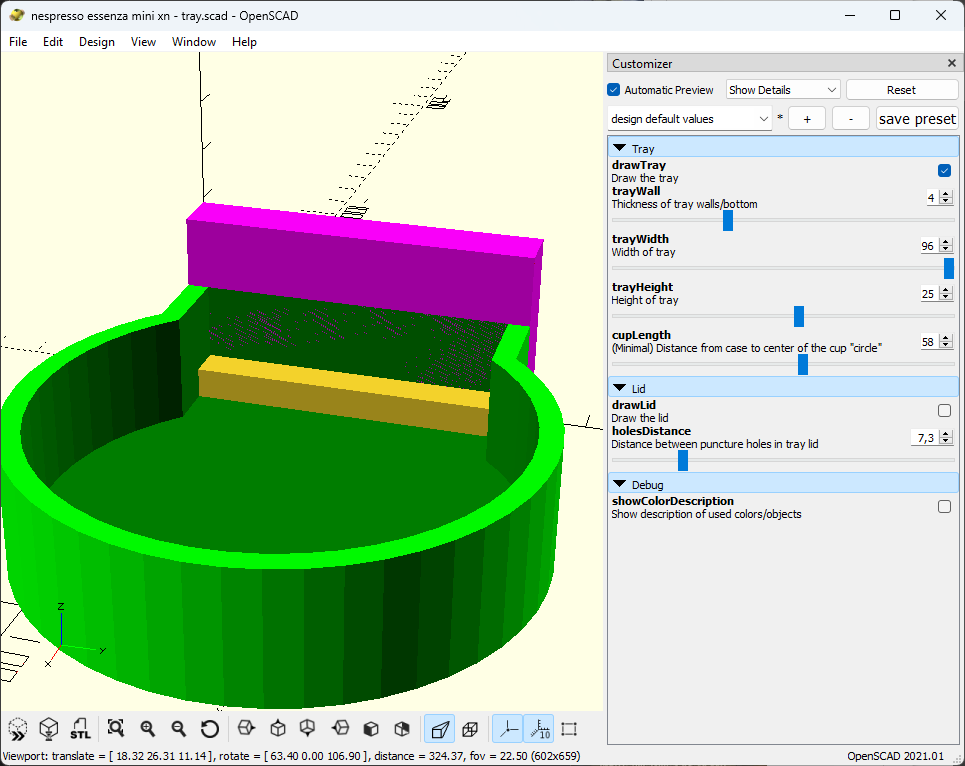 nespresso essenza mini xn - tray.scad - OpenSCAD
File Edit Design View Window Help
Customizer
Automatic Preview Show Details Reset
design default values * + - save preset
Tray
drawTray
Draw the tray
trayWall
Thickness of tray walls/bottom
4
trayWidth
Width of tray
96
trayHeight
Height of tray
25
cupLength
(Minimal) Distance from case to center of the cup "circle"
58
Lid
drawLid
Draw the lid
holesDistance
Distance between puncture holes in tray lid
7,3
Debug
showColorDescription
Show description of used colors/objects
z
y
x
STL
10
Viewport: translate = [ 18.32 26.31 11.14 ], rotate = [ 63.40 0.00 106.90 ], distance = 324.37, fov = 22.50 (602x659)
OpenSCAD 2021.01